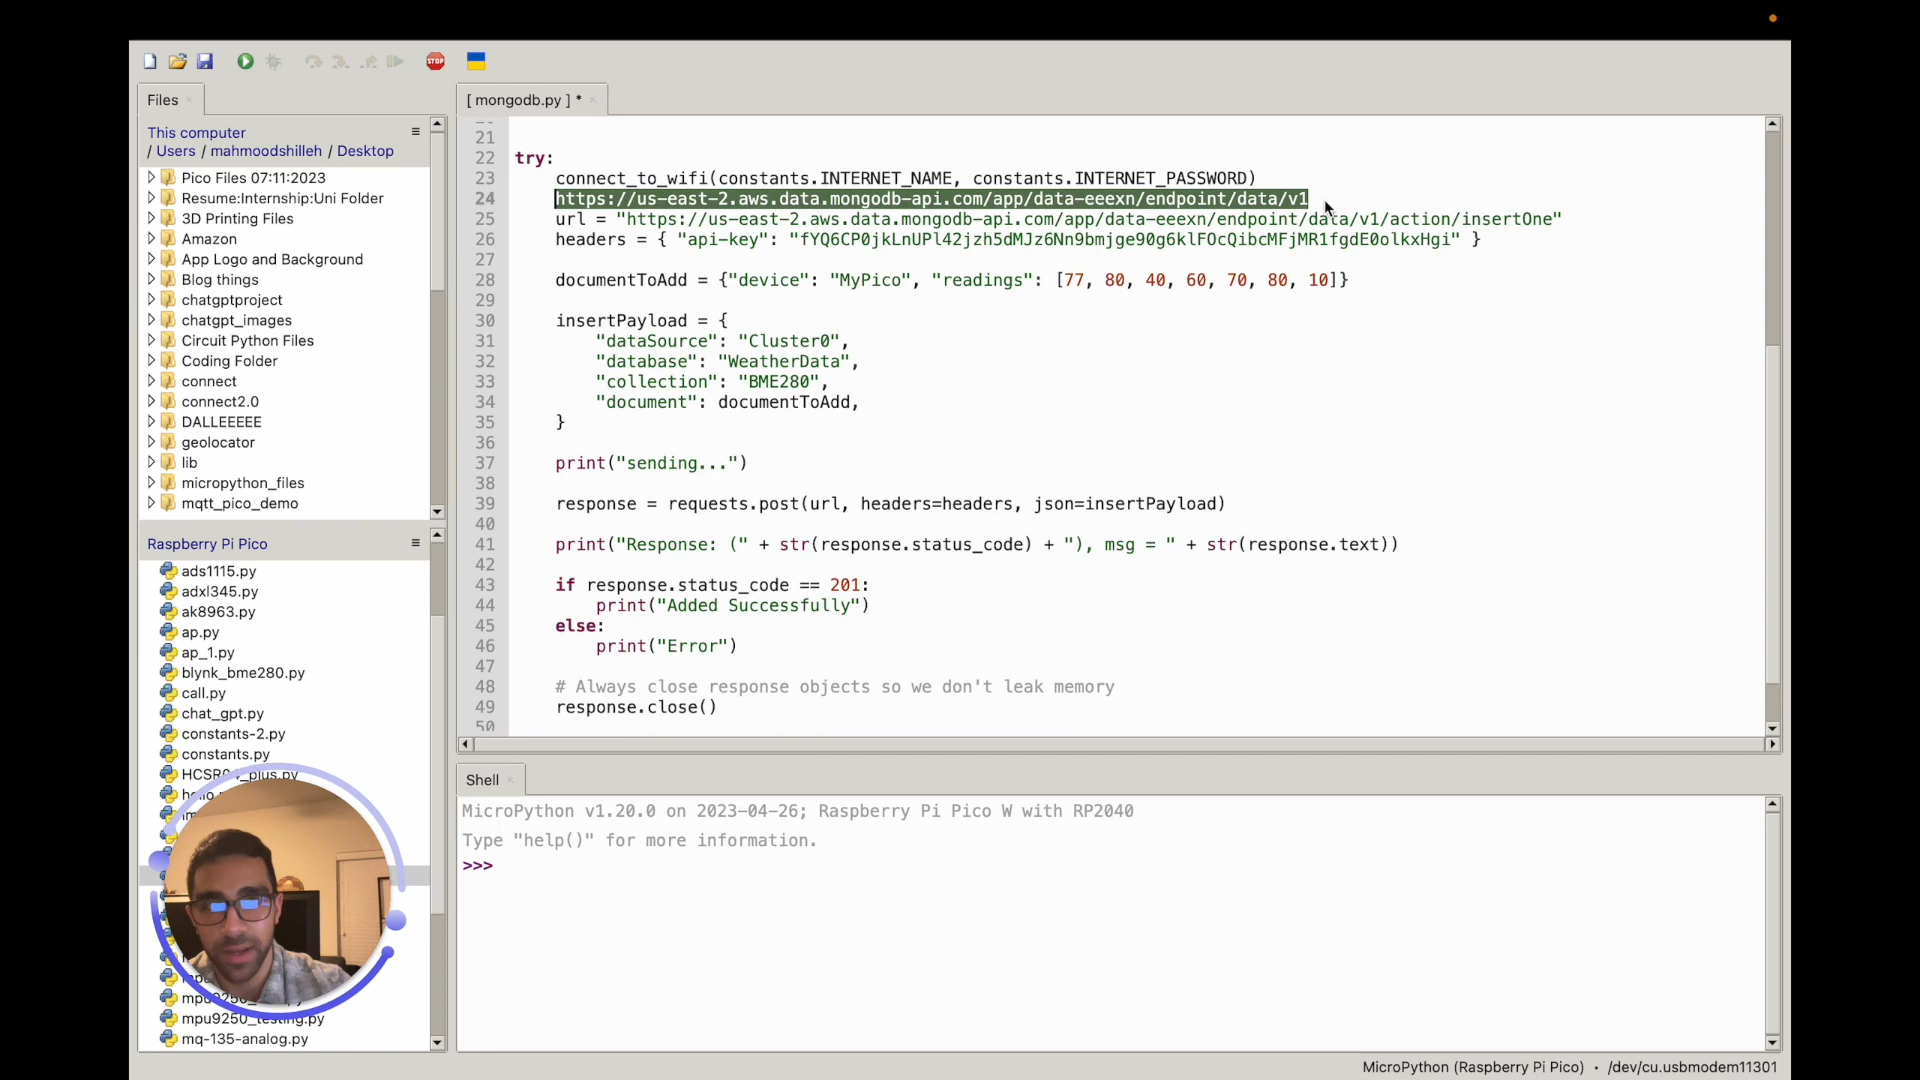 STOP
Files
[ mongodb.py ] *
This computer
/ Users / mahmoodshilleh / Desktop
Pico Files 07:11:2023
Resume:Internship:Uni Folder
3D Printing Files
Amazon
App Logo and Background
Blog things
chatgptproject
chatgpt_images
Circuit Python Files
Coding Folder
connect
connect2.0
DALLEEEEE
geolocator
lib
micropython_files
mqtt_pico_demo
Raspberry Pi Pico
ads1115.py
adxl345.py
ak8963.py
ap.py
ap_1.py
blynk_bme280.py
call.py
chat_gpt.py
constants-2.py
constants.py
mpu9250_testing.py
mq-135-analog.py
21
22 try:
23 connect_to_wifi(constants.INTERNET_NAME, constants.INTERNET_PASSWORD)
24 https://us-east-2.aws.data.mongodb-api.com/app/data-eeexn/endpoint/data/v1
25 url = "https://us-east-2.aws.data.mongodb-api.com/app/data-eeexn/endpoint/data/v1/action/insertOne"
26 headers = { "api-key": "fYQ6CP0jkLnUPl42jzh5dMJz6Nn9bmjge90g6klFOcQibcMFjMR1fgdE0olkxHgi" }
27
28 documentToAdd = {"device": "MyPico", "readings": [77, 80, 40, 60, 70, 80, 10]}
29
30 insertPayload = {
31 "dataSource": "Cluster0",
32 "database": "WeatherData",
33 "collection": "BME280",
34 "document": documentToAdd,
35 }
36
37 print("sending...")
38
39 response = requests.post(url, headers=headers, json=insertPayload)
40
41 print("Response: (" + str(response.status_code) + "), msg = " + str(response.text))
42
43 if response.status_code == 201:
44 print("Added Successfully")
45 else:
46 print("Error")
47
48 # Always close response objects so we don't leak memory
49 response.close()
50
Shell
MicroPython v1.20.0 on 2023-04-26; Raspberry Pi Pico W with RP2040
Type "help()" for more information.
>>>
MicroPython (Raspberry Pi Pico) • /dev/cu.usbmodem11301